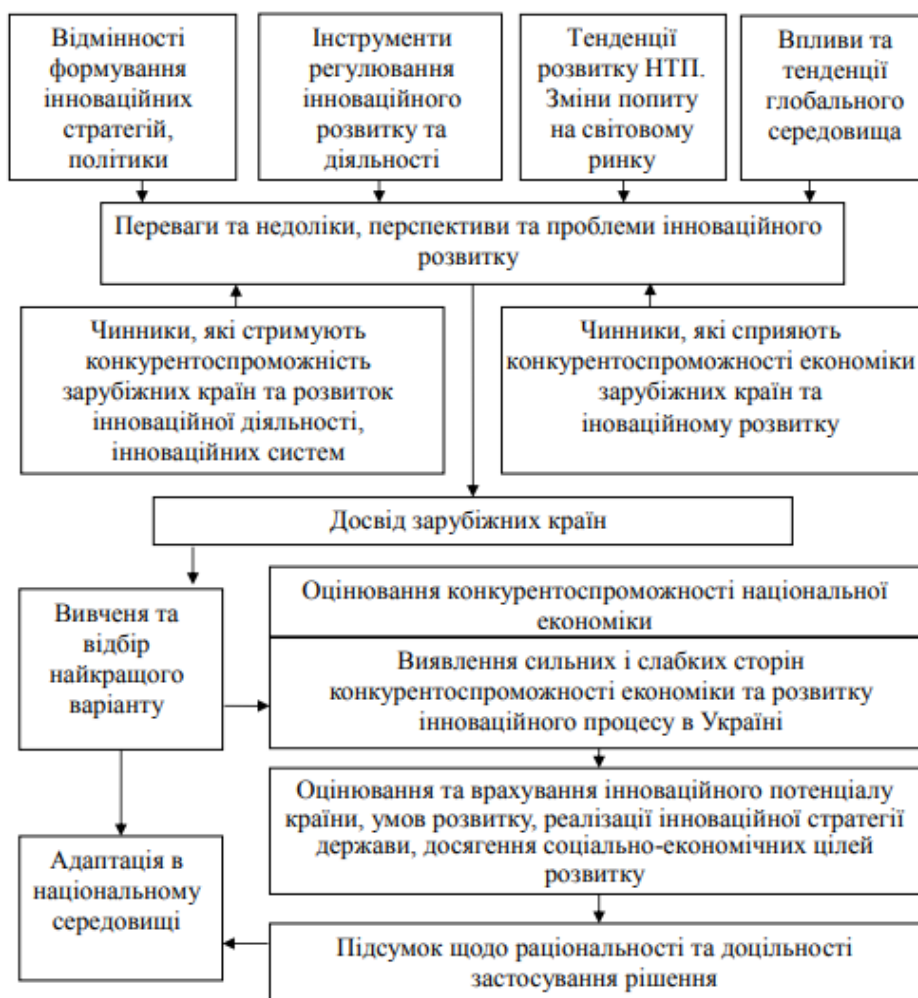 Відмінності
формування
інноваційних
стратегій,
політики
Інструменти
регулювання
інноваційного
розвитку та
діяльності
Тенденції
розвитку НТП.
Зміни попиту
на світовому
ринку
Впливи та
тенденції
глобального
середовища
Переваги та недоліки, перспективи та проблеми інноваційного
розвитку
Чинники, які стримують
конкурентоспроможність
зарубіжних країн та розвиток
інноваційної діяльності,
інноваційних систем
Чинники, які сприяють
конкурентоспроможності економіки
зарубіжних країн та
іноваційному розвитку
Досвід зарубіжних країн
Вивченя та
відбір
найкращого
варіанту
Оцінювання конкурентоспроможності національної
економіки
Виявлення сильних і слабких сторін
конкурентоспроможності економіки та розвитку
інноваційного процесу в Україні
Оцінювання та врахування інноваційного потенціалу
країни, умов розвитку, реалізації інноваційної стратегії
держави, досягення соціально-економічних цілей
розвитку
Адаптація в
національному
середовищі
Підсумок щодо раціональності та доцільності
застосування рішення